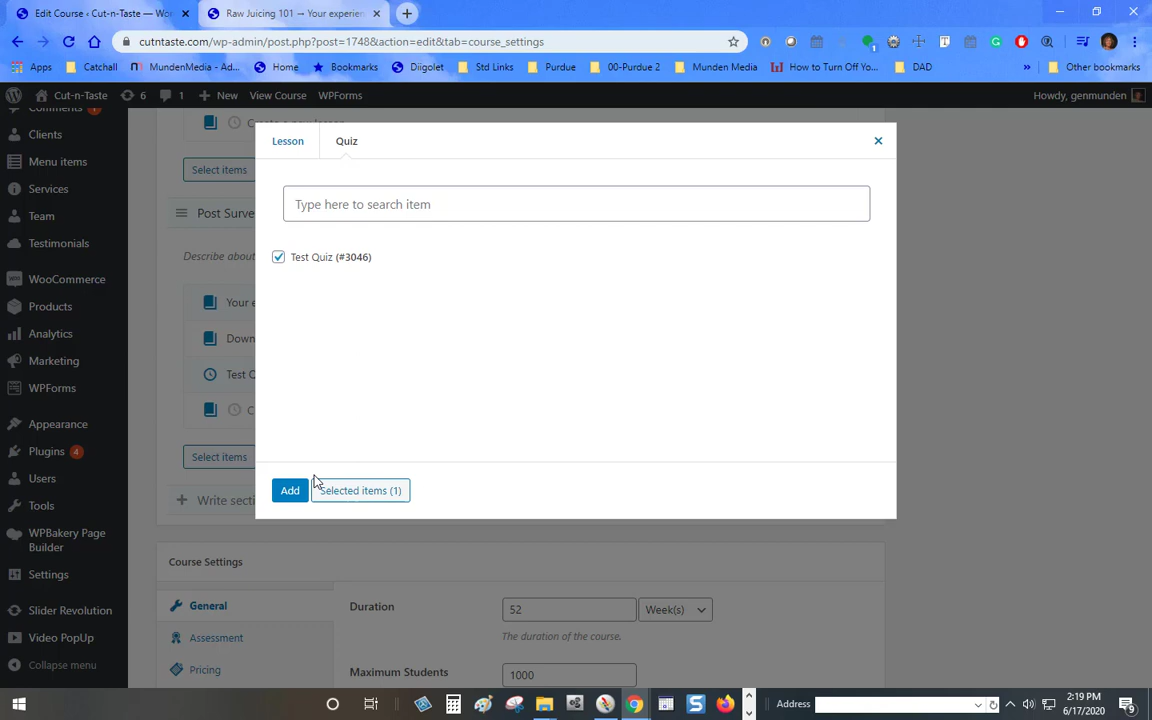 Edit Course ‹ Cut-n-Taste — Wor
Raw Juicing 101 – Your experien
cutntaste.com/wp-admin/post.php?post=1748&action=edit&tab=course_settings
Apps
Catchall
MundenMedia - Ad...
Home
Bookmarks
Diigolet
Std Links
Purdue
00-Purdue 2
Munden Media
How to Turn Off Yo...
DAD
»
Other bookmarks
Cut-n-Taste
6
1
New
View Course
WPForms
Howdy, genmunden
Comments
Clients
Menu items
Services
Team
Testimonials
WooCommerce
Products
Analytics
Marketing
WPForms
Appearance
Plugins 4
Users
Tools
WPBakery Page
Builder
Settings
Slider Revolution
Video PopUp
Collapse menu
Create a new lesson
Select items
Post Surve
Describe about
Your e
Down
Test Q
C
Select items
Write secti
Lesson
Quiz
Type here to search item
Test Quiz (#3046)
Add
Selected items (1)
Course Settings
General
Assessment
Pricing
Duration
52
Week(s)
The duration of the course.
Maximum Students
1000
Address
2:19 PM
6/17/2020
9